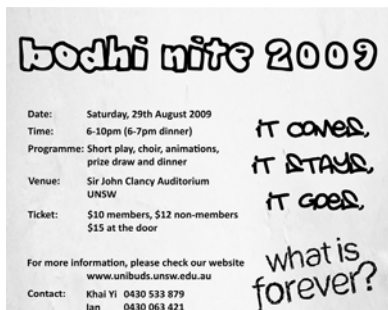 bodhi nite 2009
Date: Saturday, 29th August 2009
Time: 6-10pm (6-7pm dinner)
Programme: Short play, choir, animations,
prize draw and dinner
Venue: Sir John Clancy Auditorium
UNSW
Ticket: $10 members, $12 non-members
$15 at the door
For more information, please check our website
www.unibuds.unsw.edu.au
Contact: Khai Yi 0430 533 879
Ian 0430 063 421
IT COMES,
IT STAYS,
IT GOES,
what is
forever?